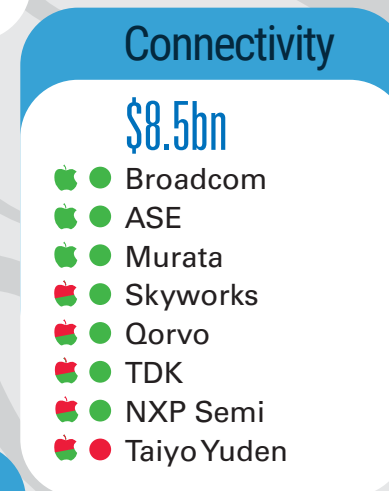 Connectivity
$8.5bn
Broadcom
ASE
Murata
Skyworks
Qorvo
TDK
NXP Semi
Taiyo Yuden